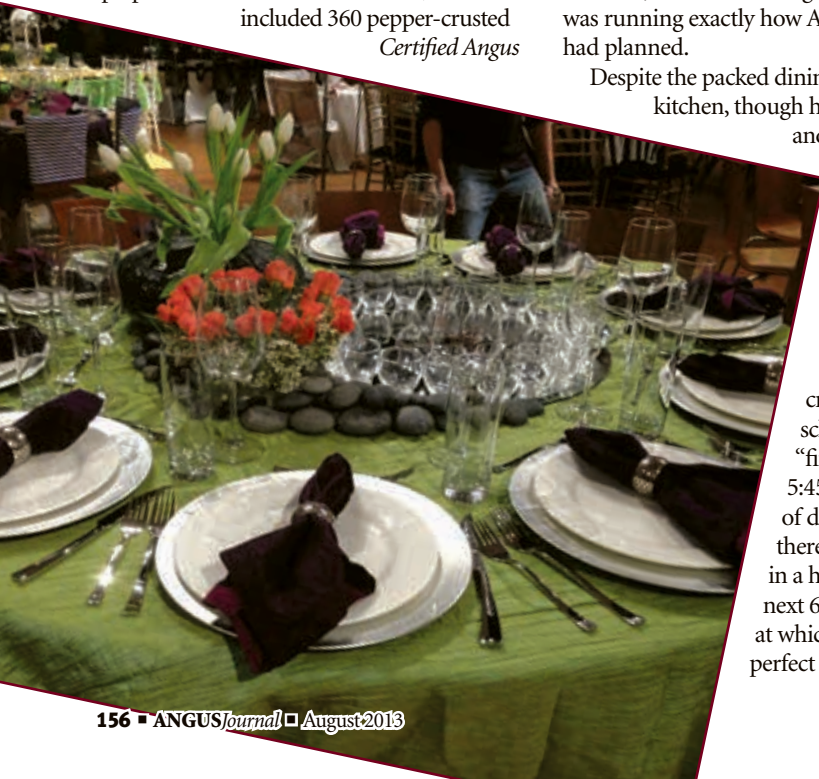 included 360 pepper-crusted
Certified Angus
was running exactly how A
had planned.
Despite the packed dinin
kitchen, though h
and
cr
sch
“fi
5:45
of d
there
in a h
next 6
at whic
perfect
156 ■ ANGUSJournal ■ August 2013